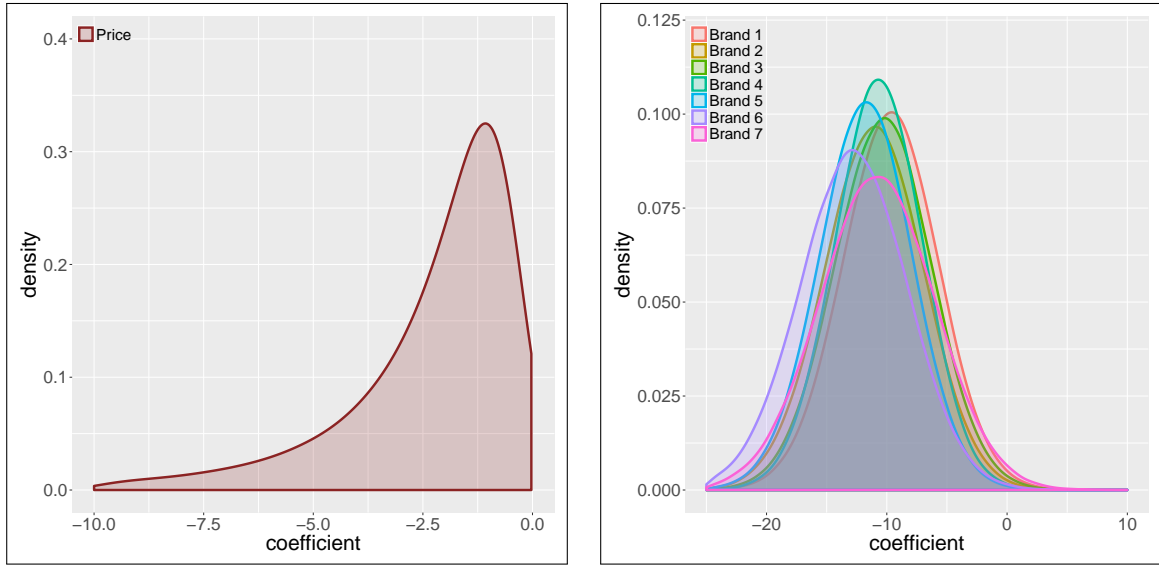 Price
0.4
0.3
0.2
0.1
0.0
density
−10.0 −7.5 −5.0 −2.5 0.0
coefficient
Brand 1
Brand 2
Brand 3
Brand 4
Brand 5
Brand 6
Brand 7
0.125
0.100
0.075
0.050
0.025
0.000
density
−20 −10 0 10
coefficient